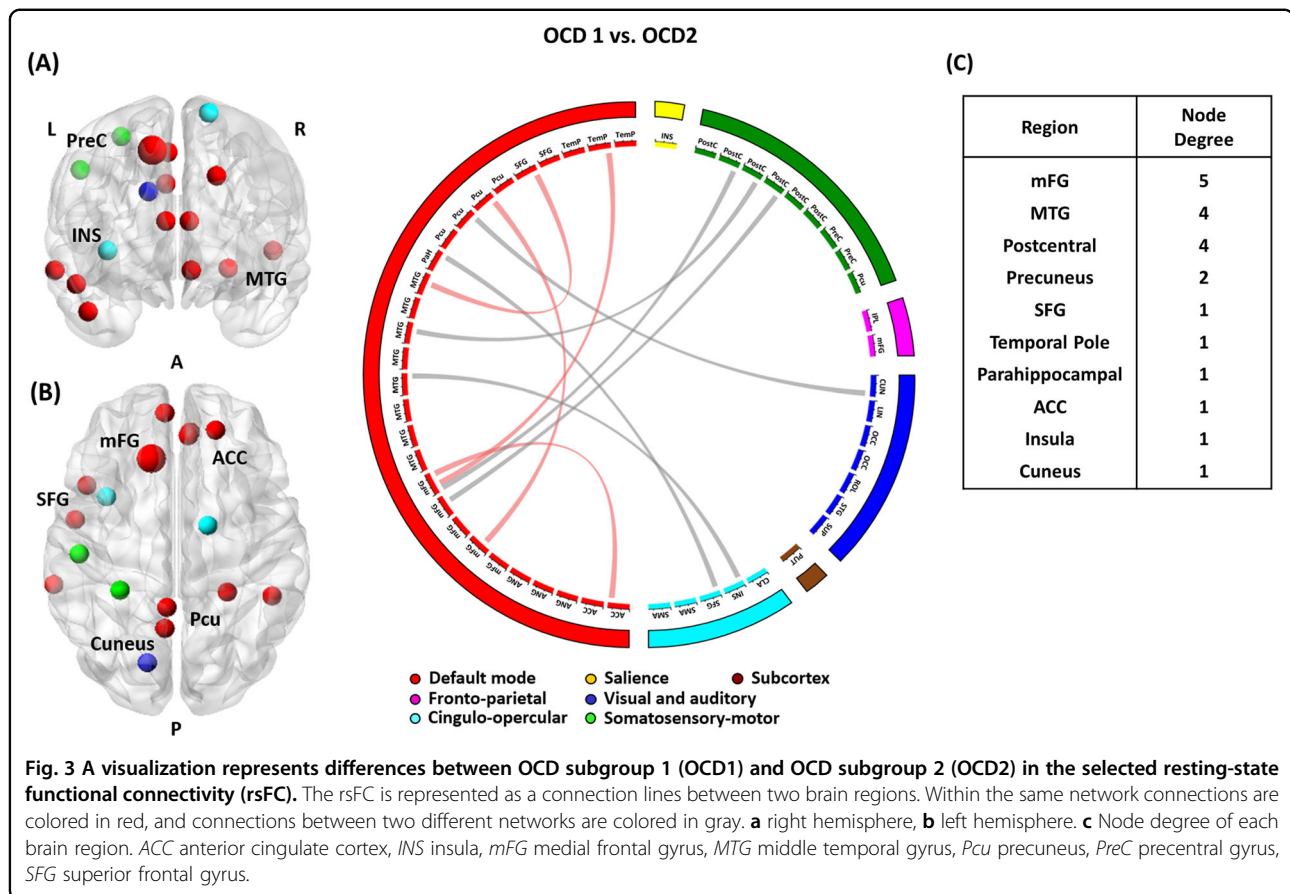 OCD 1 vs. OCD2
(A)
L
R
PreC
INS
MTG
A
(B)
mFG
ACC
SFG
Pcu
Cuneus
P
INS
PostC
PostC
PostC
PostC
PostC
PostC
PreC
PreC
Pcu
IPL
mFG
CUN
LIN
OCC
OCC
ROL
STG
SUP
PUT
CLA
INS
SFG
SMA
SMA
ACC
ACC
ANG
ANG
ANG
mFG
mFG
mFG
mFG
MTG
MTG
MTG
MTG
MTG
MTG
MTG
PaH
Pcu
Pcu
Pcu
SFG
SFG
TemP
TemP
TemP
Default mode
Salience
Subcortex
Fronto-parietal
Visual and auditory
Cingulo-opercular
Somatosensory-motor
(C)
Region Node Degree
mFG 5
MTG 4
Postcentral 4
Precuneus 2
SFG 1
Temporal Pole 1
Parahippocampal 1
ACC 1
Insula 1
Cuneus 1
Fig. 3 A visualization represents differences between OCD subgroup 1 (OCD1) and OCD subgroup 2 (OCD2) in the selected resting-state
functional connectivity (rsFC). The rsFC is represented as a connection lines between two brain regions. Within the same network connections are
colored in red, and connections between two different networks are colored in gray. a right hemisphere, b left hemisphere. c Node degree of each
brain region. ACC anterior cingulate cortex, INS insula, mFG medial frontal gyrus, MTG middle temporal gyrus, Pcu precuneus, PreC precentral gyrus,
SFG superior frontal gyrus.